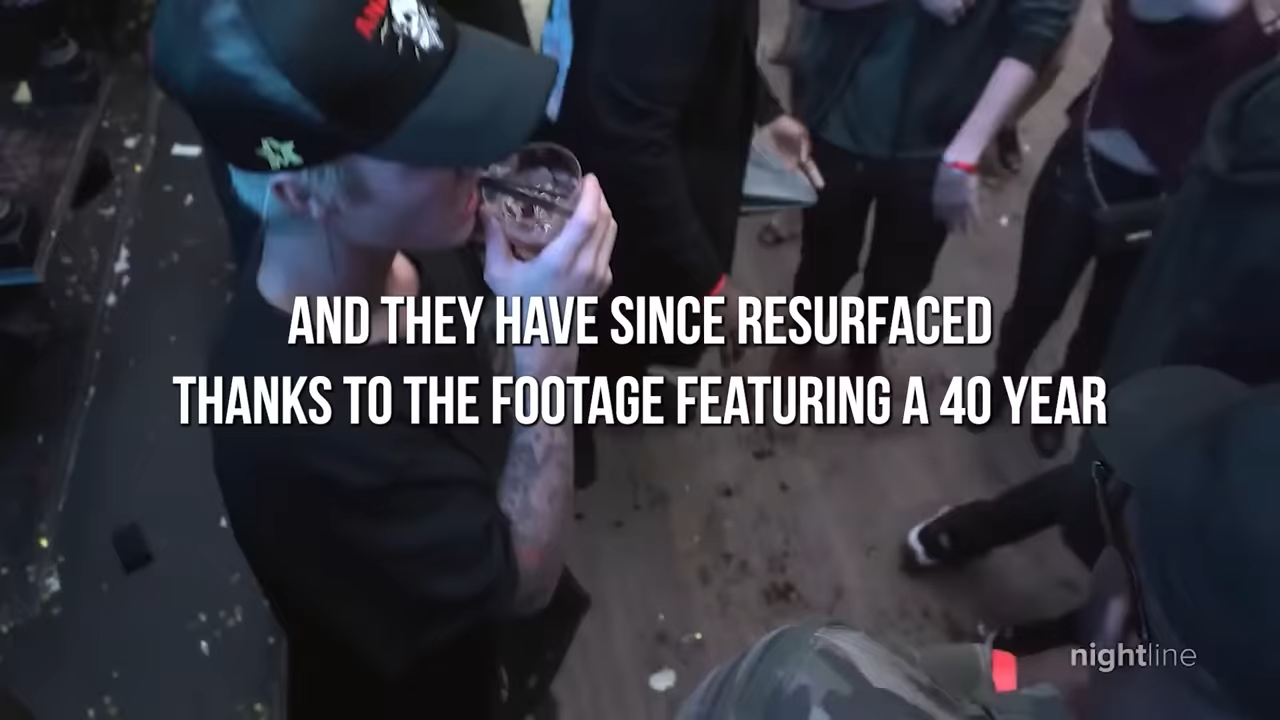 AND THEY HAVE SINCE RESURFACED
THANKS TO THE FOOTAGE FEATURING A 40 YEAR
nightline